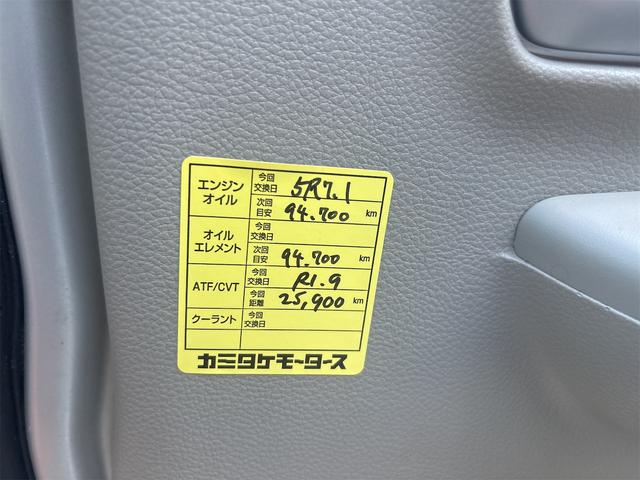 エンジン オイル 今回 交換日 5R7.1
次回 目安 94.700 km
オイル エレメント 今回 交換日
次回 目安 94.700 km
ATF/CVT 今回 交換日 R1.9
今回 距離 25,900 km
クーラント 今回 交換日
カミタケモータース